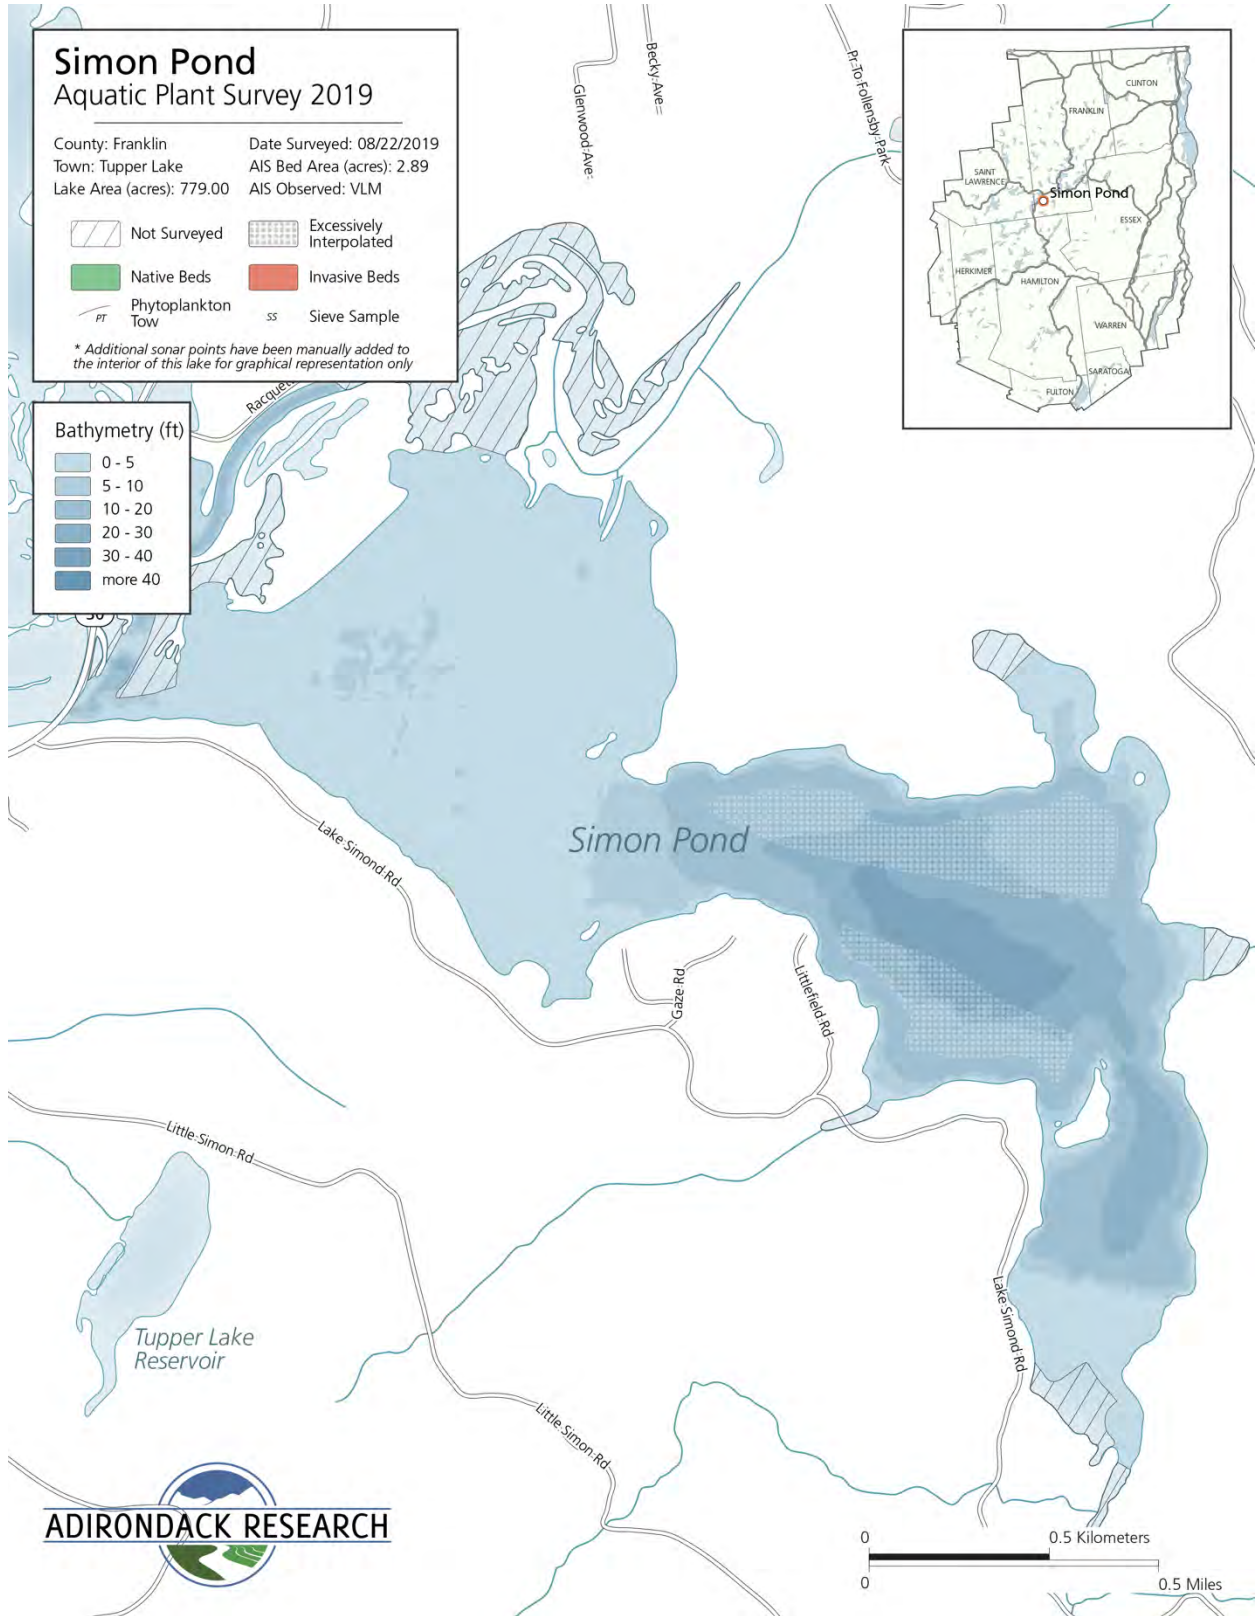 Simon Pond
Aquatic Plant Survey 2019
County: Franklin
Date Surveyed: 08/22/2019
Town: Tupper Lake
AIS Bed Area (acres): 2.89
Lake Area (acres): 779.00
AIS Observed: VLM
Not Surveyed
Excessively
Interpolated
Native Beds
Invasive Beds
PT
Phytoplankton
Tow
SS
Sieve Sample
* Additional sonar points have been manually added to
the interior of this lake for graphical representation only
Bathymetry (ft)
0 - 5
5 - 10
10 - 20
20 - 30
30 - 40
more 40
Glenwood Ave
Becky Ave
Pr To Follensby Park
CLINTON
FRANKLIN
SAINT
LAWRENCE
Simon Pond
ESSEX
HERKIMER
HAMILTON
WARREN
SARATOGA
FULTON
Lake Simond Rd
Simon Pond
Gaze Rd
Littlefield Rd
Little Simon Rd
Lake Simond Rd
Tupper Lake
Reservoir
Little Simon Rd
ADIRONDACK RESEARCH
0
0.5 Kilometers
0
0.5 Miles